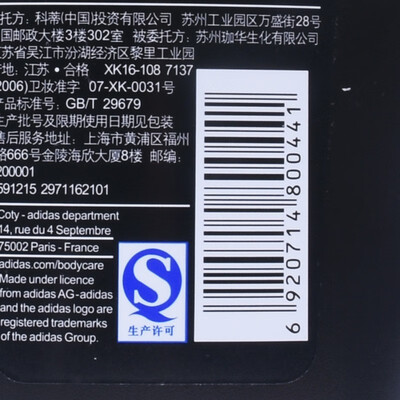 托方：科蒂(中国)投资有限公司 苏州工业园区万盛街28号
国邮政大楼3楼302室 被委托方：苏州珈华生化有限公司
江苏省吴江市汾湖经济区黎里工业园
产地：江苏·合格 XK16-108 7137
2006)卫妆准字 07-XK-0031号
产品标准号：GB/T 29679
生产批号及限期使用日期见包装
售后服务地址：上海市黄浦区福州
路666号金陵海欣大厦8楼 邮编：
200001
591215 2971162101
Coty - adidas department
14, rue du 4 Septembre
75002 Paris - France
adidas.com/bodycare
Made under licence
from adidas AG-adidas
and the adidas logo are
registered trademarks
of the adidas Group.
QS
生产许可
6 920714 800441